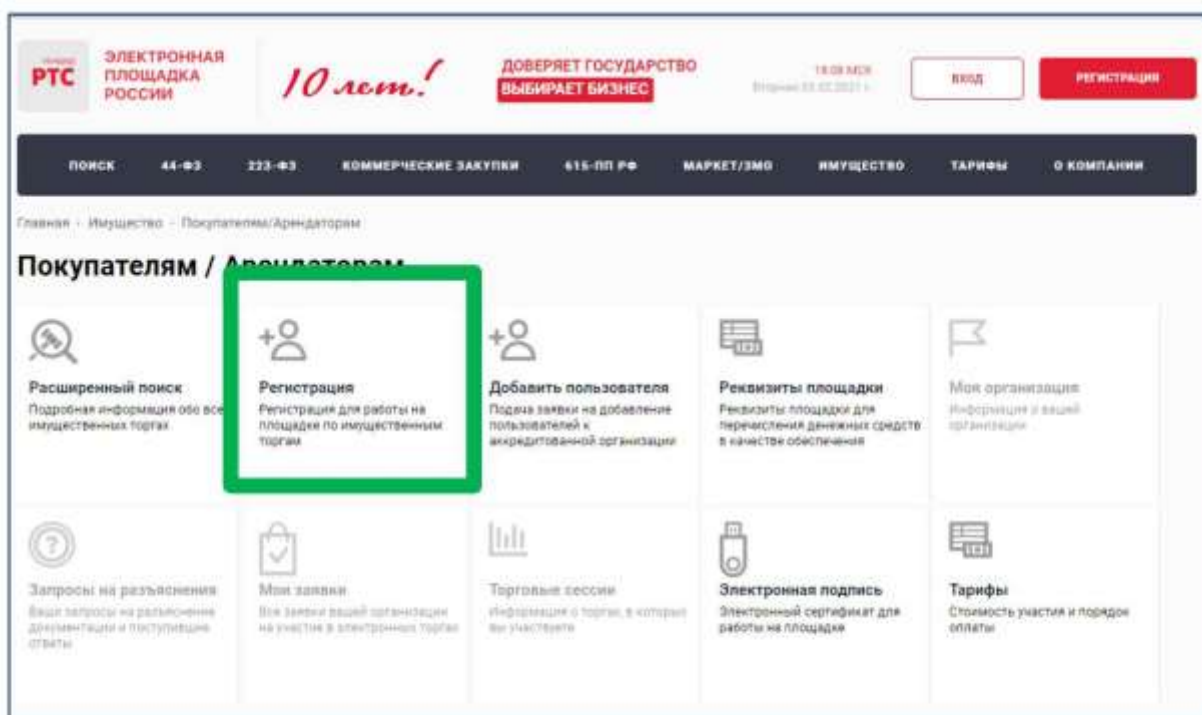 РТС
ЭЛЕКТРОННАЯ
ПЛОЩАДКА
РОССИИ
10 лет!
ДОВЕРЯЕТ ГОСУДАРСТВО
ВЫБИРАЕТ БИЗНЕС
ВХОД
РЕГИСТРАЦИЯ
ПОИСК 44-ФЗ 223-ФЗ КОММЕРЧЕСКИЕ ЗАКУПКИ 615-ПП РФ МАРКЕТ/ЗМО ИМУЩЕСТВО ТАРИФЫ О КОМПАНИИ
Главная - Имущество - Покупателям/Арендаторам
Покупателям / Арендаторам
Расширенный поиск
Подробная информация обо все
имущественных торгах
Регистрация
Регистрация для работы на
площадке по имущественным
торгам
Добавить пользователя
Подача заявки на добавление
пользователей к
аккредитованной организации
Реквизиты площадки
Реквизиты площадки для
перечисления денежных средств
в качестве обеспечения
Моя организация
Информация о вашей
организации
Запросы на разъяснения
Ваши запросы на разъяснение
документации и поступившие
ответы
Мои заявки
Все заявки вашей организации
на участие в электронных торгах
Торговые сессии
Информация о торгах, в которых
вы участвуете
Электронная подпись
Электронный сертификат для
работы на площадке
Тарифы
Стоимость участия и порядок
оплаты